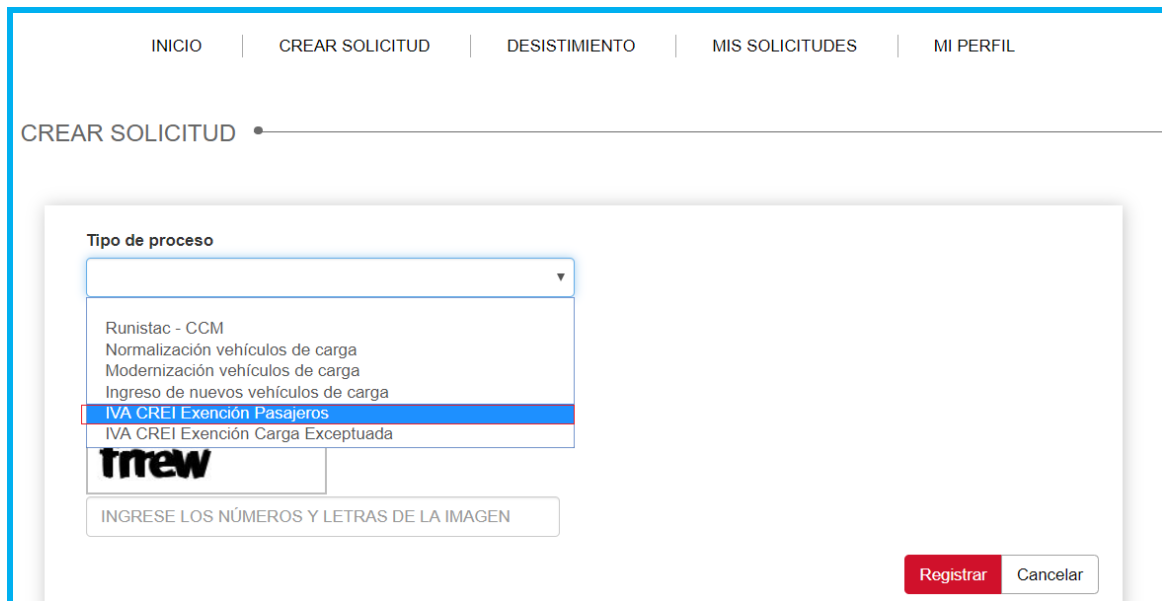 INICIO CREAR SOLICITUD DESISTIMIENTO MIS SOLICITUDES MI PERFIL
CREAR SOLICITUD
Tipo de proceso
Runistac - CCM
Normalización vehículos de carga
Modernización vehículos de carga
Ingreso de nuevos vehículos de carga
IVA CREI Exención Pasajeros
IVA CREI Exención Carga Exceptuada
INGRESE LOS NÚMEROS Y LETRAS DE LA IMAGEN
Registrar Cancelar